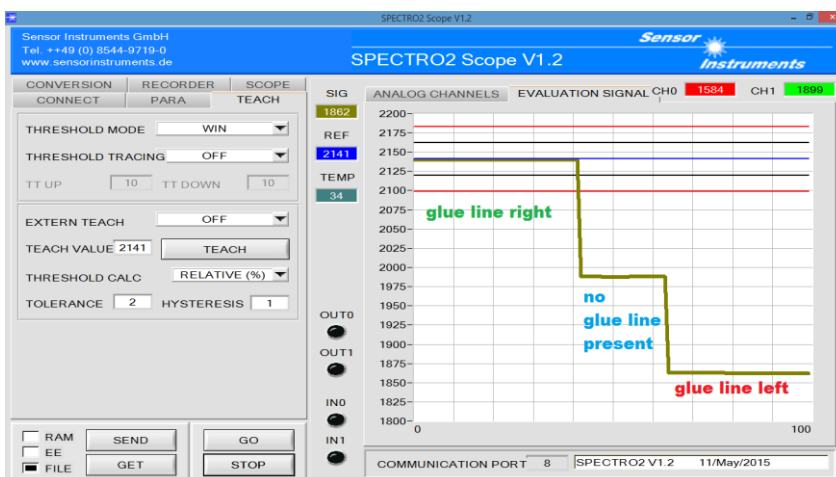 SPECTRO2 Scope V1.2
Sensor Instruments GmbH
Tel. ++49 (0) 8544-9719-0
www.sensorinstruments.de
SPECTRO2 Scope V1.2
Sensor
Instruments
CONVERSION RECORDER SCOPE
CONNECT PARA TEACH
THRESHOLD MODE WIN
THRESHOLD TRACING OFF
TT UP 10 TT DOWN 10
EXTERN TEACH OFF
TEACH VALUE 2141 TEACH
THRESHOLD CALC RELATIVE (%)
TOLERANCE 2 HYSTERESIS 1
RAM
EE
FILE
SEND GO
GET STOP
SIG
1862
REF
2141
TEMP
34
OUT0
OUT1
IN0
IN1
ANALOG CHANNELS EVALUATION SIGNAL CH0 1584 CH1 1899
2200
2175
2150
2125
2100
2075
2050
2025
2000
1975
1950
1925
1900
1875
1850
1825
1800
0 100
glue line right
no
glue line
present
glue line left
COMMUNICATION PORT 8 SPECTRO2 V1.2 11/May/2015